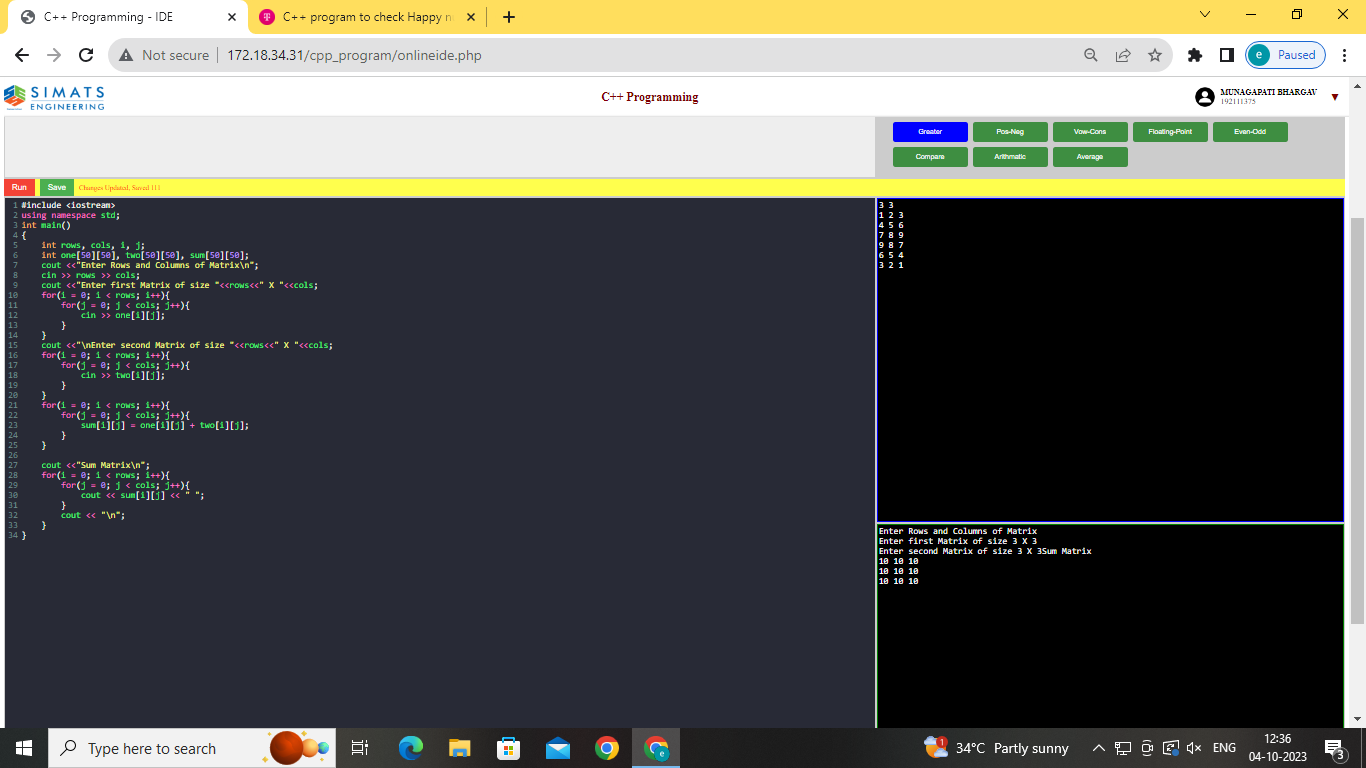 C++ Programming - IDE
C++ program to check Happy n
Not secure
172.18.34.31/cpp_program/onlineide.php
e Paused
SIMATS
ENGINEERING
C++ Programming
MUNAGAPATI BHARGAV
192111375
Greater Pos-Neg Vow-Cons Floating-Point Even-Odd
Compare Arithmatic Average
Run Save Changes Updated, Saved 111
1 #include <iostream>
2 using namespace std;
3 int main()
4 {
5     int rows, cols, i, j;
6     int one[50][50], two[50][50], sum[50][50];
7     cout <<"Enter Rows and Columns of Matrix\n";
8     cin >> rows >> cols;
9     cout <<"Enter first Matrix of size "<<rows<<" X "<<cols;
10     for(i = 0; i < rows; i++){
11         for(j = 0; j < cols; j++){
12             cin >> one[i][j];
13         }
14     }
15     cout <<"\nEnter second Matrix of size "<<rows<<" X "<<cols;
16     for(i = 0; i < rows; i++){
17         for(j = 0; j < cols; j++){
18             cin >> two[i][j];
19         }
20     }
21     for(i = 0; i < rows; i++){
22         for(j = 0; j < cols; j++){
23             sum[i][j] = one[i][j] + two[i][j];
24         }
25     }
26
27     cout <<"Sum Matrix\n";
28     for(i = 0; i < rows; i++){
29         for(j = 0; j < cols; j++){
30             cout << sum[i][j] << " ";
31         }
32         cout << "\n";
33     }
34 }
3 3
1 2 3
4 5 6
7 8 9
9 8 7
6 5 4
3 2 1
Enter Rows and Columns of Matrix
Enter first Matrix of size 3 X 3
Enter second Matrix of size 3 X 3Sum Matrix
10 10 10
10 10 10
10 10 10
Type here to search
1
34°C Partly sunny
ENG
12:36
04-10-2023
3